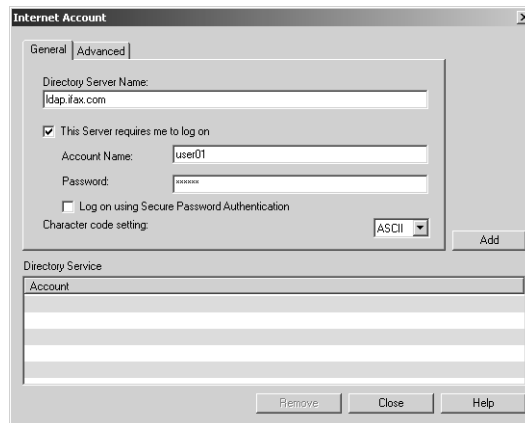 Internet Account
General
Advanced
Directory Server Name:
ldap.ifax.com
This Server requires me to log on
Account Name:
user01
Password:
××××××
Log on using Secure Password Authentication
Character code setting:
ASCII
Add
Directory Service
Account
Remove
Close
Help